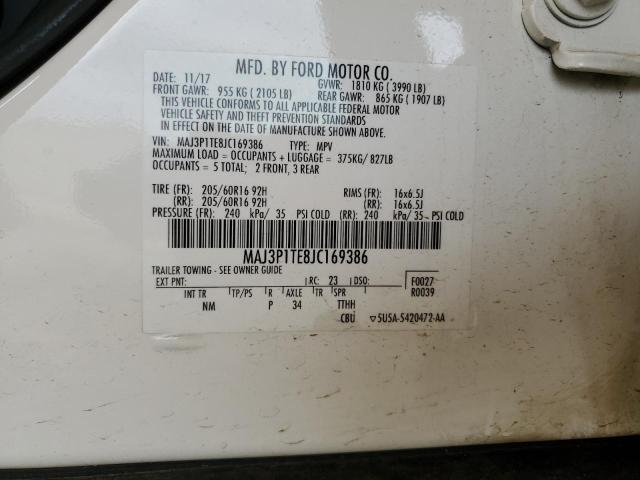 MFD. BY FORD MOTOR CO.
11/17 GVWR: 1810 KG ( 3990 LB)
FRONT GAWR: 955 KG ( 2105 LB) REAR GAWR: 865 KG ( 1907 LB)
THIS VEHICLE CONFORMS TO ALL APPLICABLE FEDERAL MOTOR
VEHICLE SAFETY AND THEFT PREVENTION STANDARDS
IN EFFECT ON THE DATE OF MANUFACTURE SHOWN ABOVE.
VIN: MAJ3P1TE8JC169386 TYPE: MPV
MAXIMUM LOAD = OCCUPANTS + LUGGAGE = 375KG/ 827LB
OCCUPANTS = 5 TOTAL; 2 FRONT, 3 REAR
TIRE (FR): 205/60R16 92H RIMS (FR): 16x6.5J
(RR): 205/60R16 92H (RR): 16x6.5J
PRESSURE (FR): 240 kPa/ 35 PSI COLD (RR): 240 kPa/ 35 PSI COLD
MAJ3P1TE8JC169386
TRAILER TOWING - SEE OWNER GUIDE
EXT PNT: RC: 23 DSO: F0027
R0039
INT TR TP/PS R AXLE TR SPR
NM P 34 TTHH
CBU ▽5U5A-5420472-AA